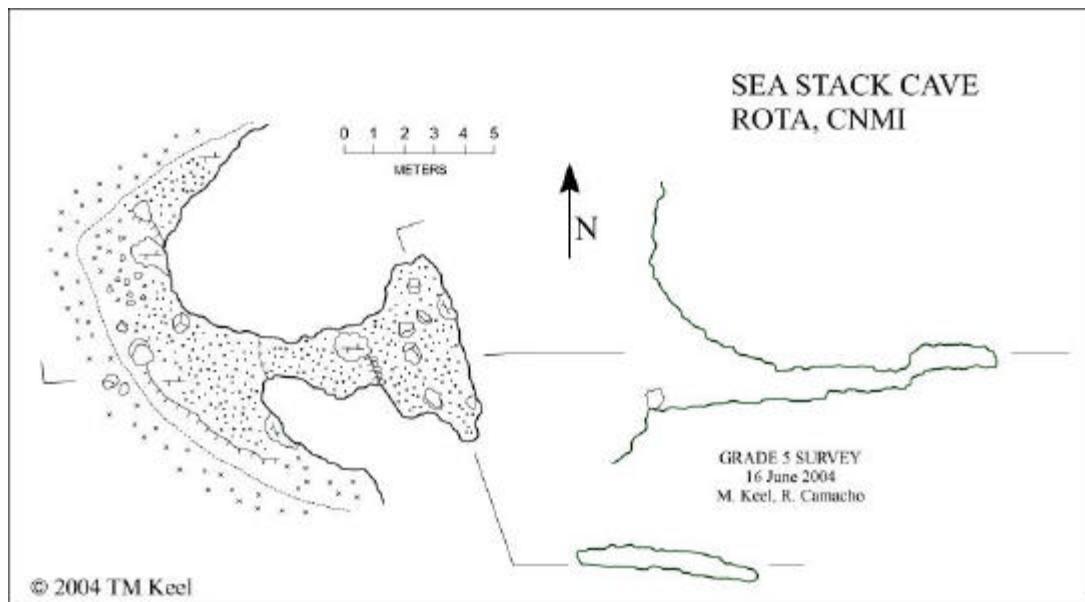 SEA STACK CAVE
ROTA, CNMI
0 1 2 3 4 5
METERS
N
GRADE 5 SURVEY
16 June 2004
M. Keel, R. Camacho
© 2004 TM Keel